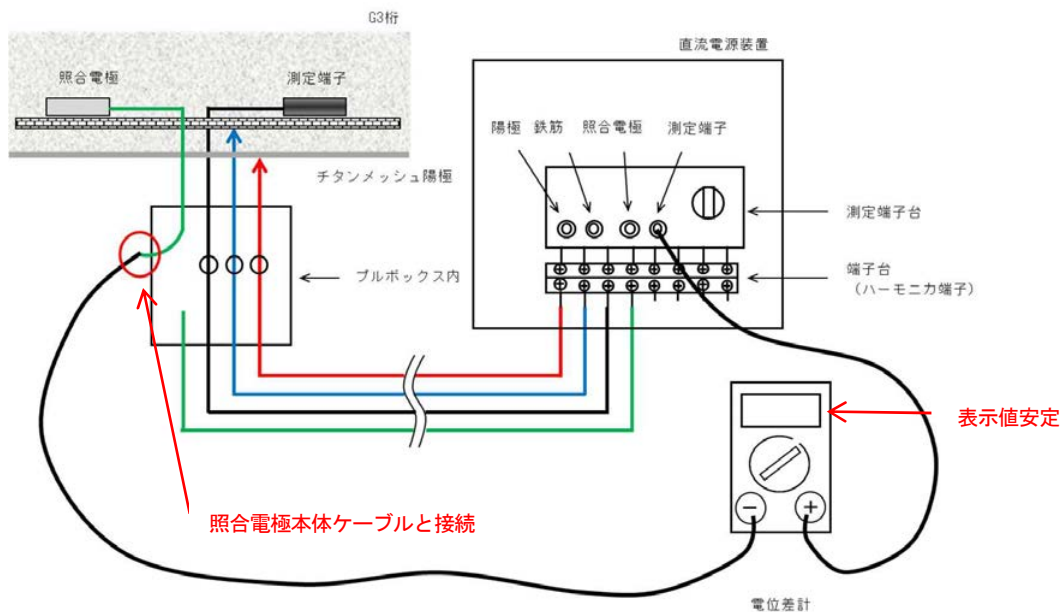 G3桁
直流電源装置
照合電極
測定端子
陽極 鉄筋 照合電極 測定端子
チタンメッシュ陽極
測定端子台
プルボックス内
端子台
(ハーモニカ端子)
表示値安定
照合電極本体ケーブルと接続
− +
電位差計